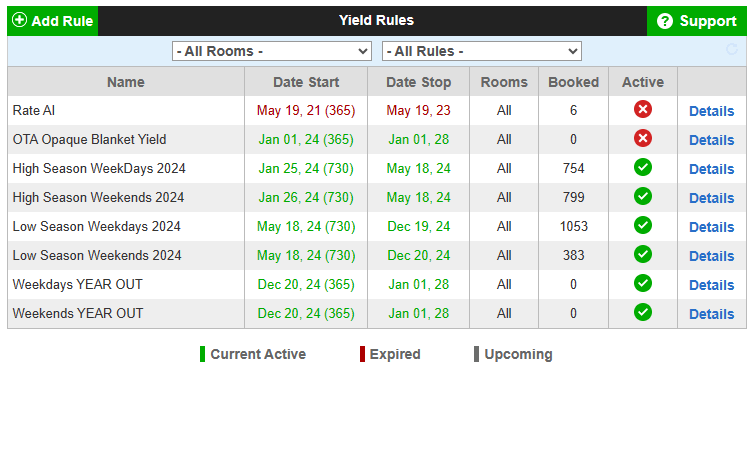 Add Rule Yield Rules ? Support
- All Rooms - - All Rules -
Name Date Start Date Stop Rooms Booked Active
Rate AI May 19, 21 (365) May 19, 23 All 6 Details
OTA Opaque Blanket Yield Jan 01, 24 (365) Jan 01, 28 All 0 Details
High Season WeekDays 2024 Jan 25, 24 (730) May 18, 24 All 754 Details
High Season Weekends 2024 Jan 26, 24 (730) May 18, 24 All 799 Details
Low Season Weekdays 2024 May 18, 24 (730) Dec 19, 24 All 1053 Details
Low Season Weekends 2024 May 18, 24 (730) Dec 20, 24 All 383 Details
Weekdays YEAR OUT Dec 20, 24 (365) Jan 01, 28 All 0 Details
Weekends YEAR OUT Dec 20, 24 (365) Jan 01, 28 All 0 Details
Current Active Expired Upcoming